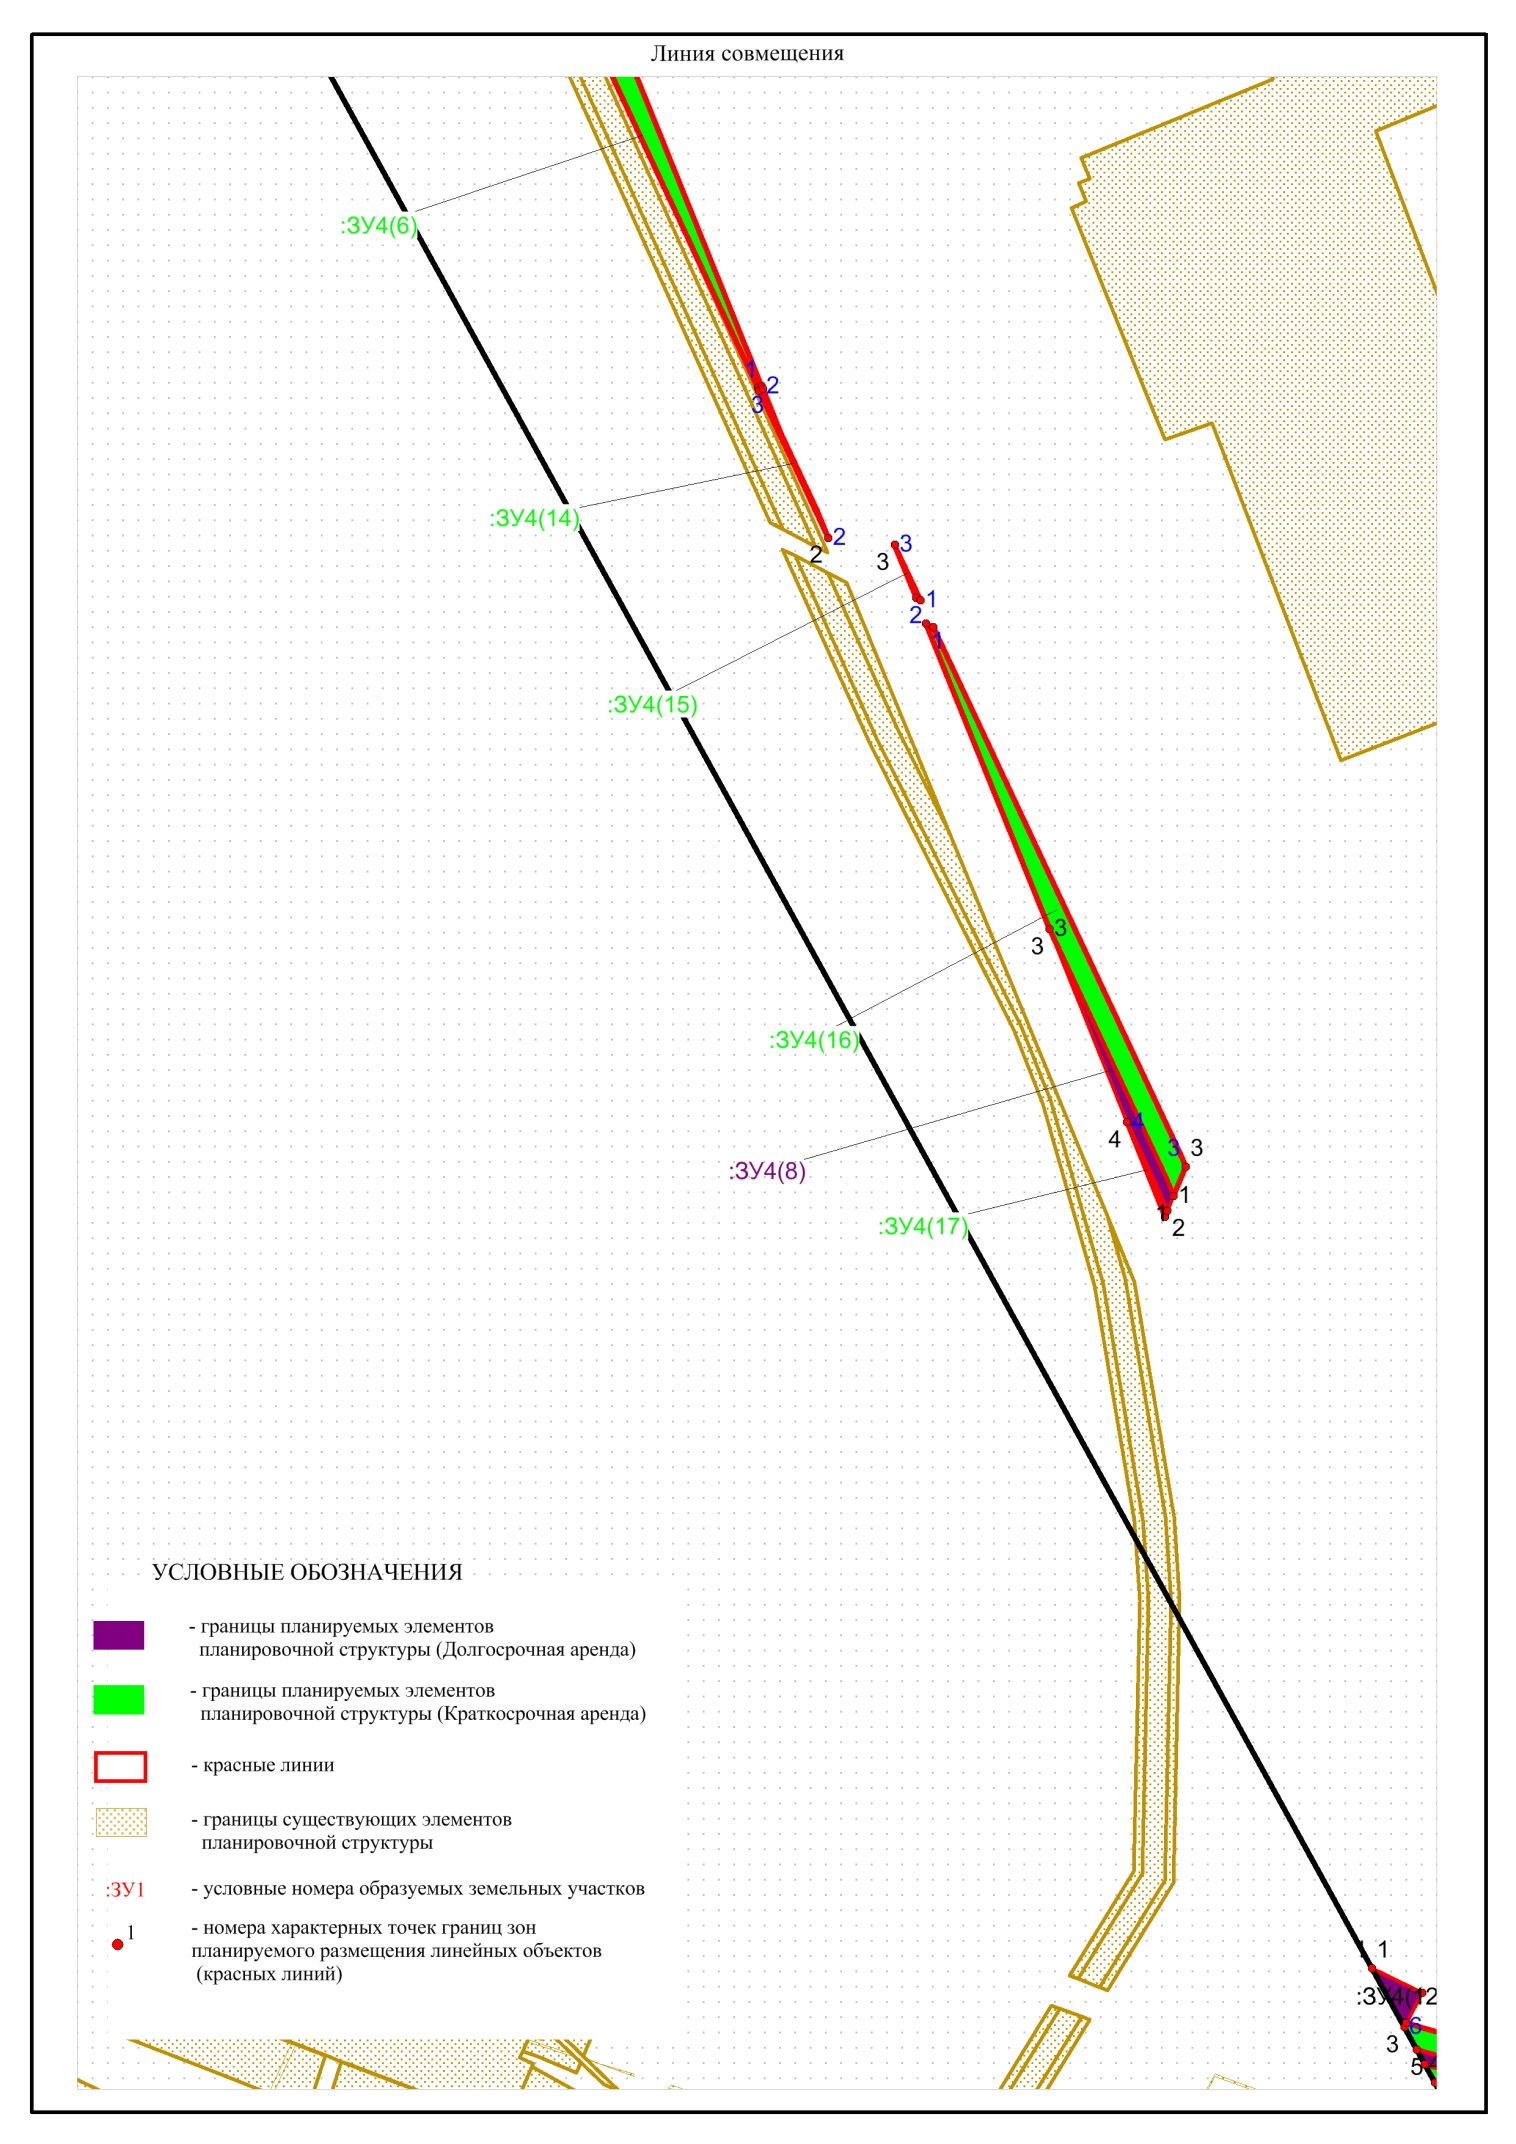 Линия совмещения
:ЗУ4(6)
1
2
3
:ЗУ4(14)
2
2
3
3
1
2
1
:ЗУ4(15)
3
3
:ЗУ4(16)
4
4
3
3
:ЗУ4(8)
1
1
2
:ЗУ4(17)
УСЛОВНЫЕ ОБОЗНАЧЕНИЯ
- границы планируемых элементов
планировочной структуры (Долгосрочная аренда)
- границы планируемых элементов
планировочной структуры (Краткосрочная аренда)
- красные линии
- границы существующих элементов
планировочной структуры
:ЗУ1
- условные номера образуемых земельных участков
1
- номера характерных точек границ зон
планируемого размещения линейных объектов
(красных линий)
1
:ЗУ4(12
6
3
5